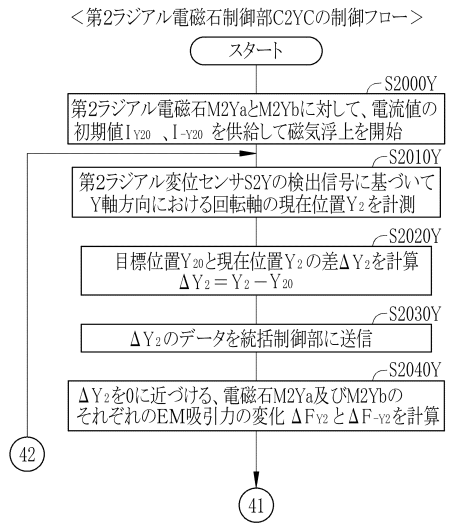 ＜第2ラジアル電磁石制御部C2YCの制御フロー＞
スタート
S2000Y
第2ラジアル電磁石M2YaとM2Ybに対して、電流値の
初期値IY20 、I-Y20 を供給して磁気浮上を開始
S2010Y
第2ラジアル変位センサS2Yの検出信号に基づいて
Y軸方向における回転軸の現在位置Y2を計測
S2020Y
目標位置Y20と現在位置Y2の差ΔY2を計算
ΔY2＝Y2－Y20
S2030Y
ΔY2のデータを統括制御部に送信
S2040Y
ΔY2を0に近づける、電磁石M2Ya及びM2Ybの
それぞれのEM吸引力の変化 ΔFY2 とΔF-Y2を計算
42
41